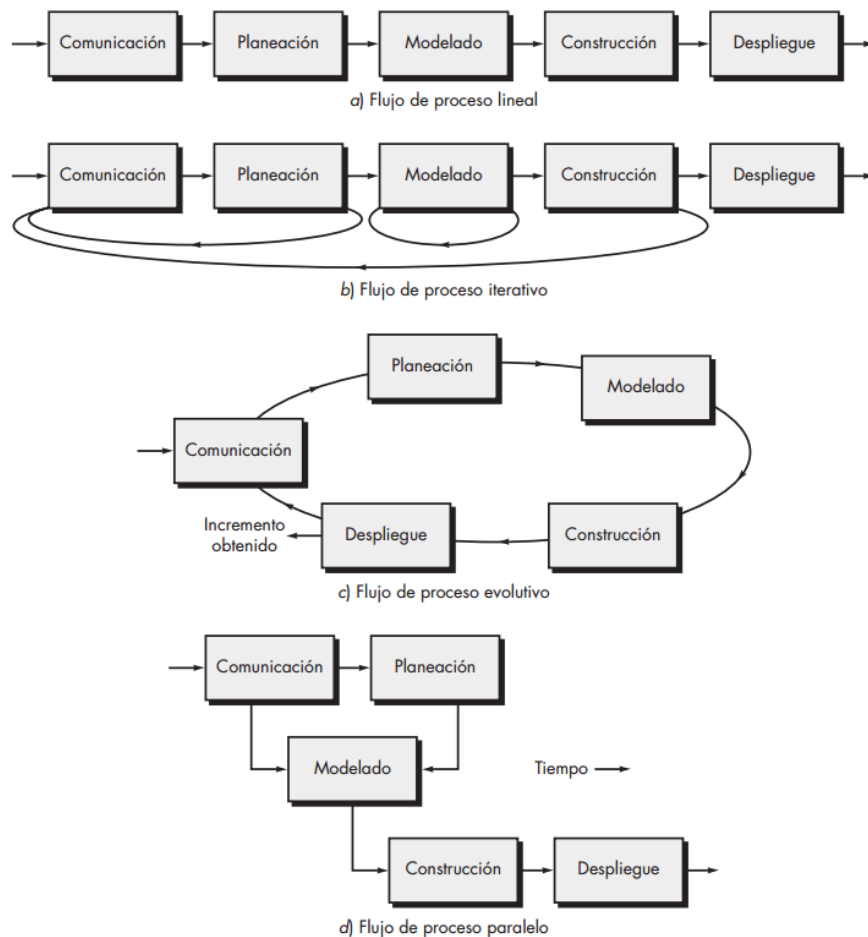 Comunicación Planeación Modelado Construcción Despliegue
a) Flujo de proceso lineal
Comunicación Planeación Modelado Construcción Despliegue
b) Flujo de proceso iterativo
Planeación
Modelado
Comunicación
Incremento
obtenido
Despliegue
Construcción
c) Flujo de proceso evolutivo
Comunicación Planeación
Modelado
Tiempo
Construcción Despliegue
d) Flujo de proceso paralelo